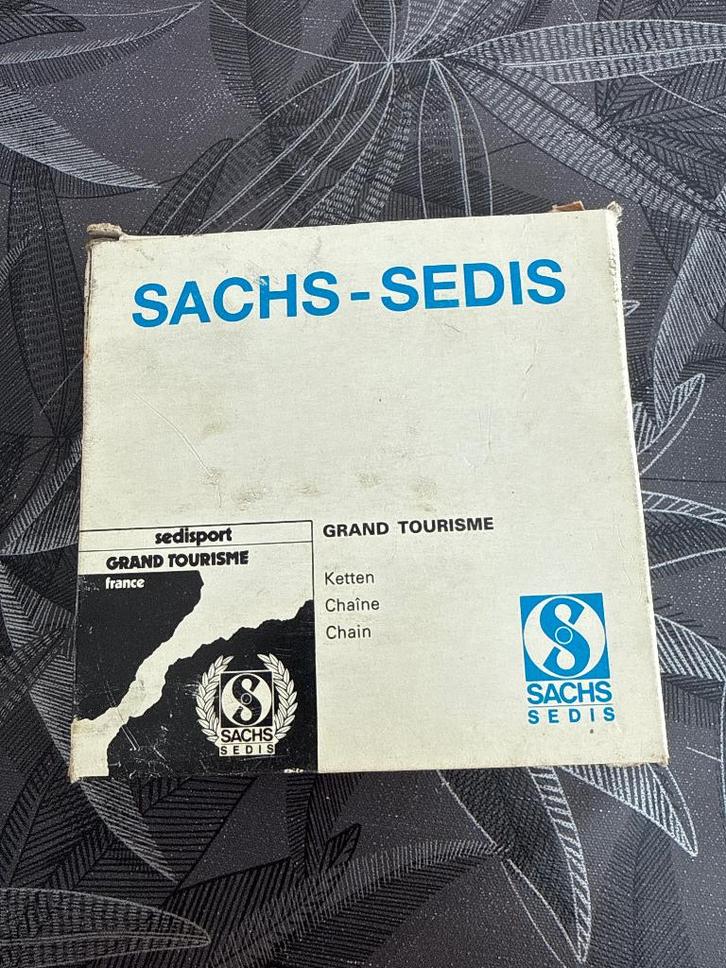 SACHS-SEDIS
sedisport
GRAND TOURISME
france
SACHS
SEDIS
GRAND TOURISME
Ketten
Chaîne
Chain
SACHS
SEDIS